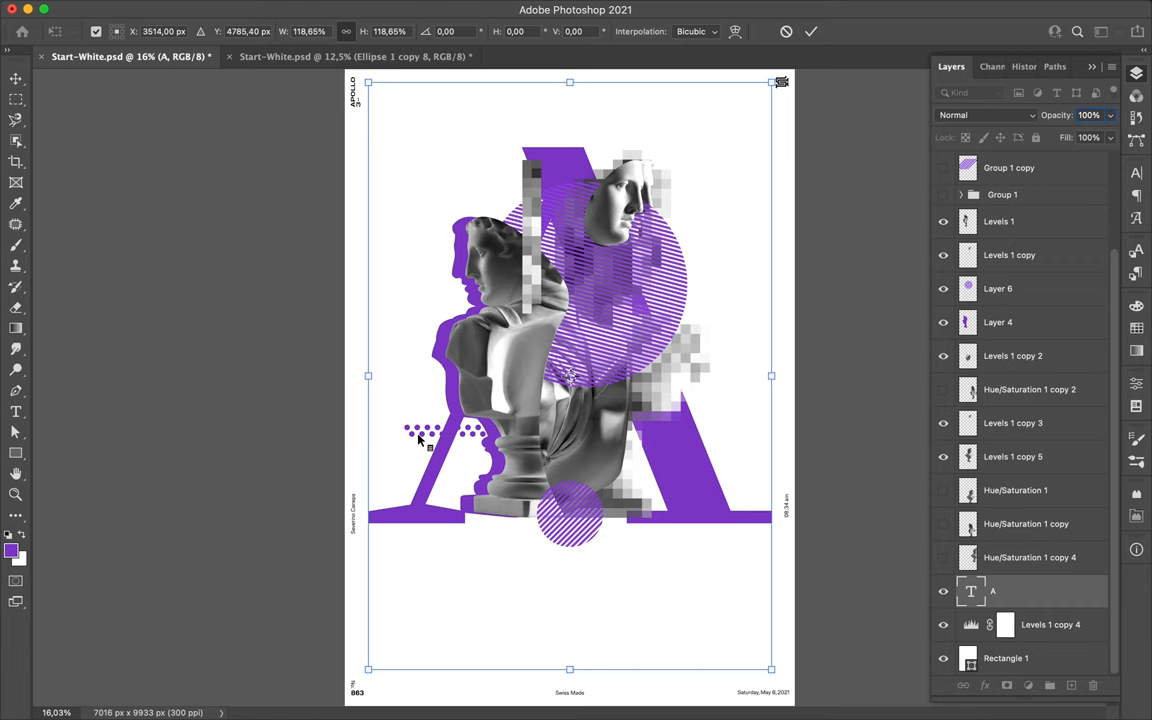 Adobe Photoshop 2021
X: 3514,00 px Y: 4785,40 px W: 118,65% H: 118,65% 0,00 ° H: 0,00 ° V: 0,00 ° Interpolation: Bicubic
Start-White.psd @ 16% (A, RGB/8) *
Start-White.psd @ 12,5% (Ellipse 1 copy 8, RGB/8) *
Layers Chann Histor Paths
Kind
Normal Opacity: 100%
Lock: Fill: 100%
Group 1 copy
Group 1
Levels 1
Levels 1 copy
Layer 6
Layer 4
Levels 1 copy 2
Hue/Saturation 1 copy 2
Levels 1 copy 3
Levels 1 copy 5
Hue/Saturation 1
Hue/Saturation 1 copy
Hue/Saturation 1 copy 4
A
Levels 1 copy 4
Rectangle 1
APOLLO
3–
A
Severino Canepa
08:34 am
N°
863
Swiss Made
Saturday, May 8, 2021
16,03% 7016 px x 9933 px (300 ppi)